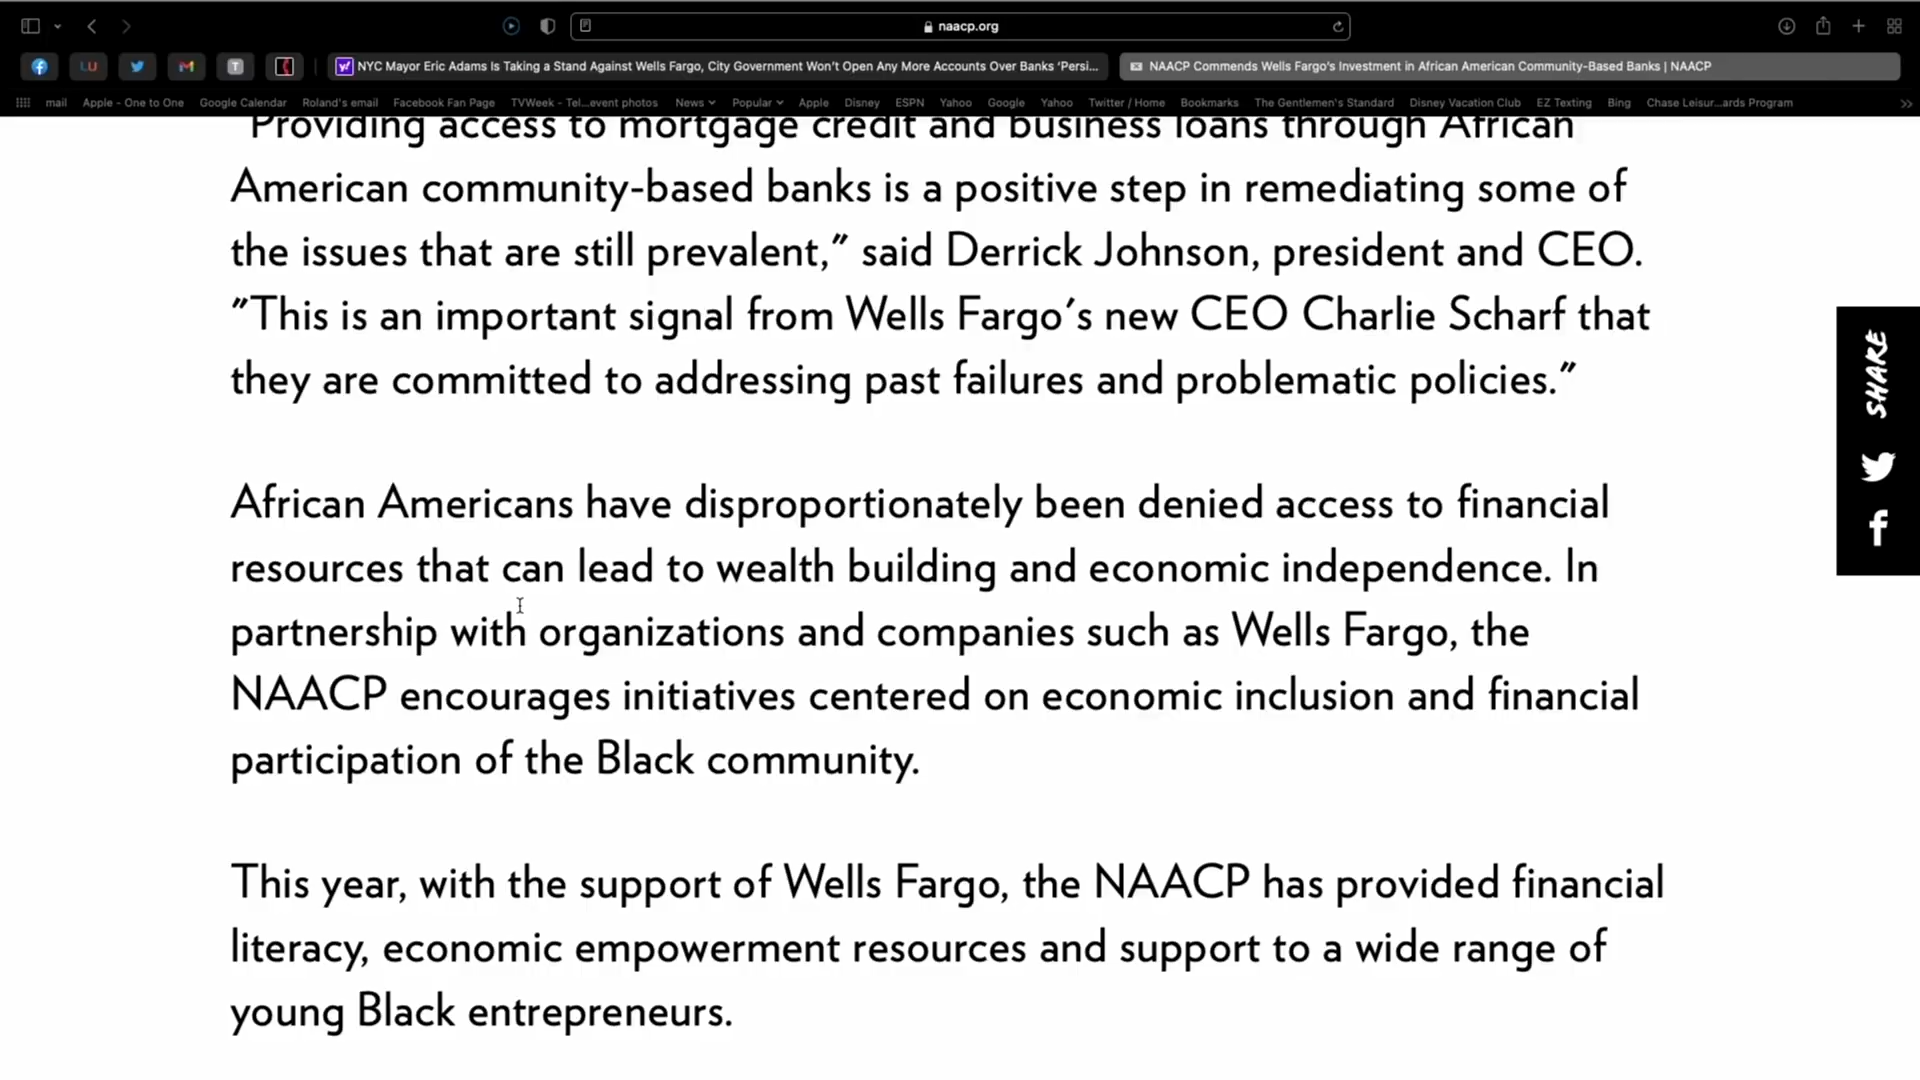 naacp.org
LU
T
NYC Mayor Eric Adams Is Taking a Stand Against Wells Fargo, City Government Won't Open Any More Accounts Over Banks 'Persi...
NAACP Commends Wells Fargo's Investment in African American Community-Based Banks | NAACP
mail Apple - One to One Google Calendar Roland's email Facebook Fan Page TVWeek - Tel...event photos News Popular Apple Disney ESPN Yahoo Google Yahoo Twitter / Home Bookmarks The Gentlemen's Standard Disney Vacation Club EZ Texting Bing Chase Leisur...ards Program
"Providing access to mortgage credit and business loans through African
American community-based banks is a positive step in remediating some of
the issues that are still prevalent," said Derrick Johnson, president and CEO.
"This is an important signal from Wells Fargo's new CEO Charlie Scharf that
they are committed to addressing past failures and problematic policies."
African Americans have disproportionately been denied access to financial
resources that can lead to wealth building and economic independence. In
partnership with organizations and companies such as Wells Fargo, the
NAACP encourages initiatives centered on economic inclusion and financial
participation of the Black community.
This year, with the support of Wells Fargo, the NAACP has provided financial
literacy, economic empowerment resources and support to a wide range of
young Black entrepreneurs.
SHARE